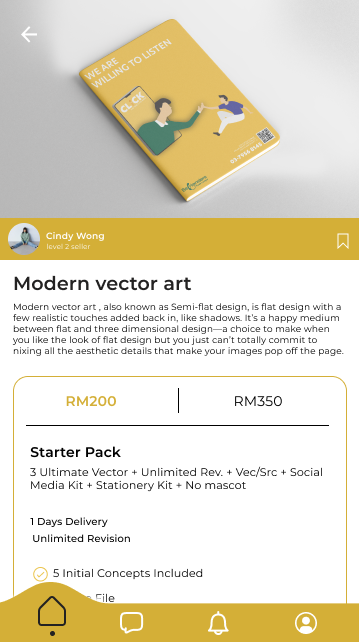 WE ARE
WILLING TO LISTEN
CL CK
Cindy Wong
level 2 seller
Modern vector art
Modern vector art , also known as Semi-flat design, is flat design with a
few realistic touches added back in, like shadows. It's a happy medium
between flat and three dimensional design—a choice to make when
you like the look of flat design but you just can't totally commit to
nixing all the aesthetic details that make your images pop off the page.
RM200
RM350
Starter Pack
3 Ultimate Vector + Unlimited Rev. + Vec/Src + Social
Media Kit + Stationery Kit + No mascot
1 Days Delivery
Unlimited Revision
5 Initial Concepts Included
File